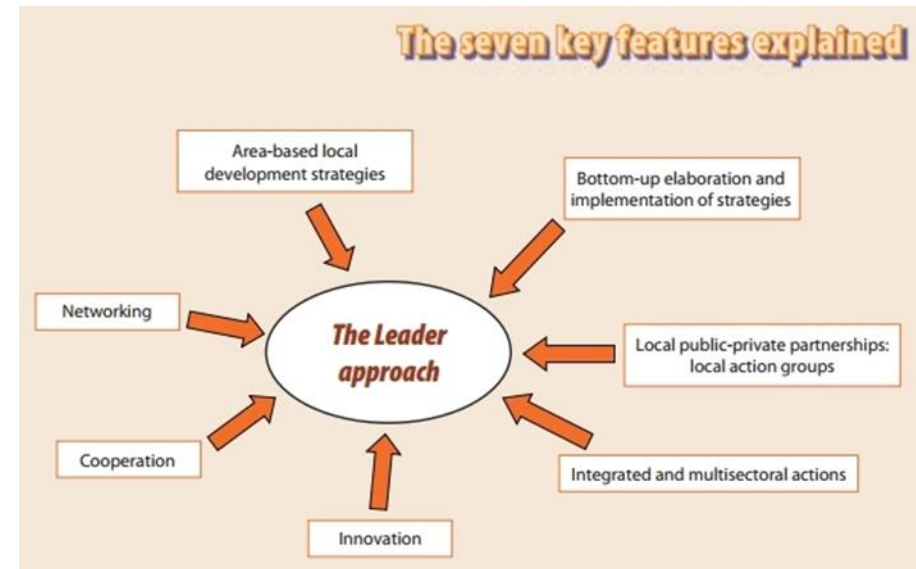 The seven key features explained
Area-based local
development strategies
Bottom-up elaboration and
implementation of strategies
Networking
The Leader
approach
Local public-private partnerships:
local action groups
Cooperation
Integrated and multisectoral actions
Innovation